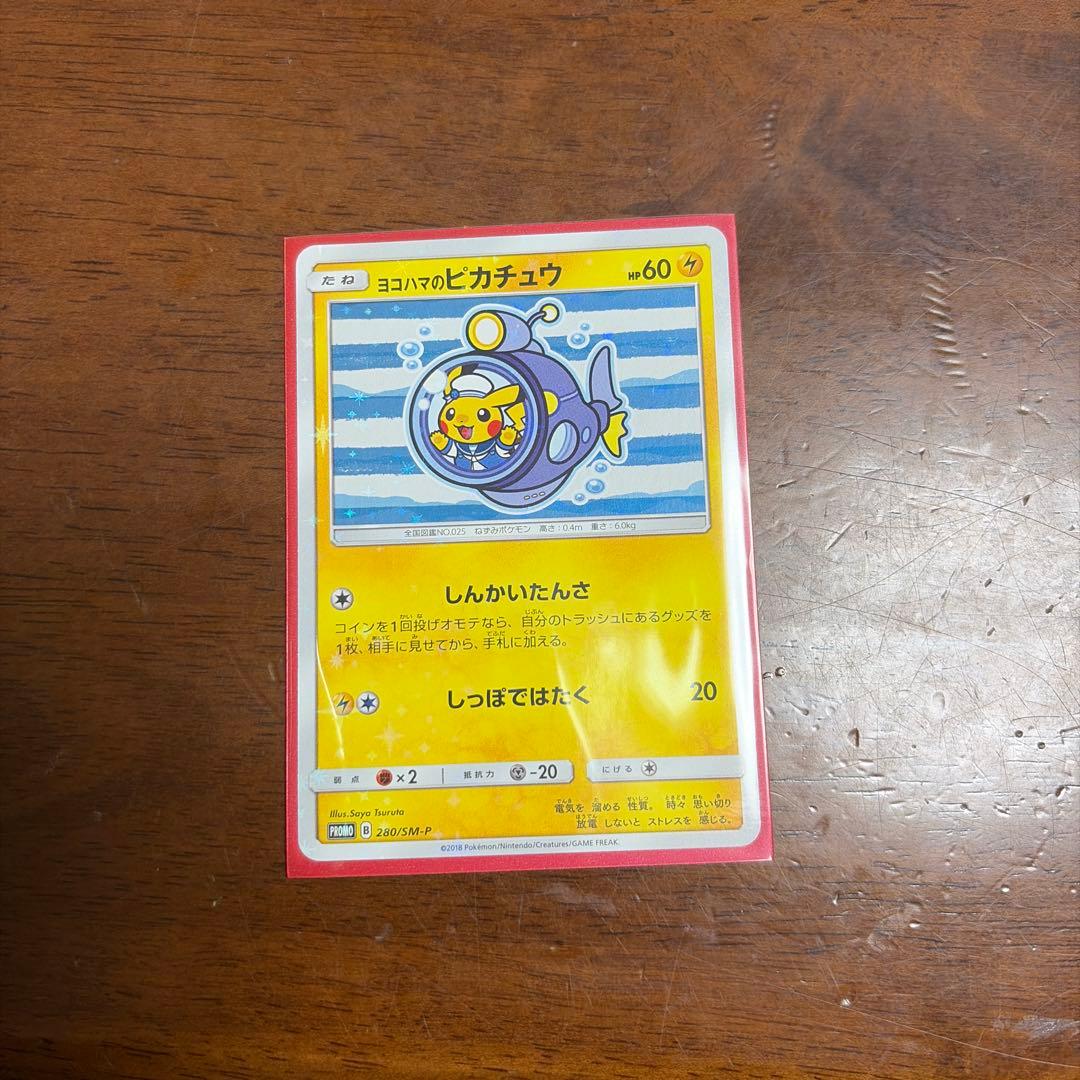 たね ヨコハマのピカチュウ HP60
全国図鑑NO.025 ねずみポケモン 高さ:0.4m 重さ:6.0kg
しんかいたんさ
コインを1回投げオモテなら、自分のトラッシュにあるグッズを
1枚、相手に見せてから、手札に加える。
しっぽではたく 20
弱点 ×2 抵抗力 -20 にげる
Illus.Saya Tsuruta
電気を 溜める 性質。 時々 思い切り
放電 しないと ストレスを 感じる。
PROMO B 280/SM-P
©2018 Pokémon/Nintendo/Creatures/GAME FREAK.